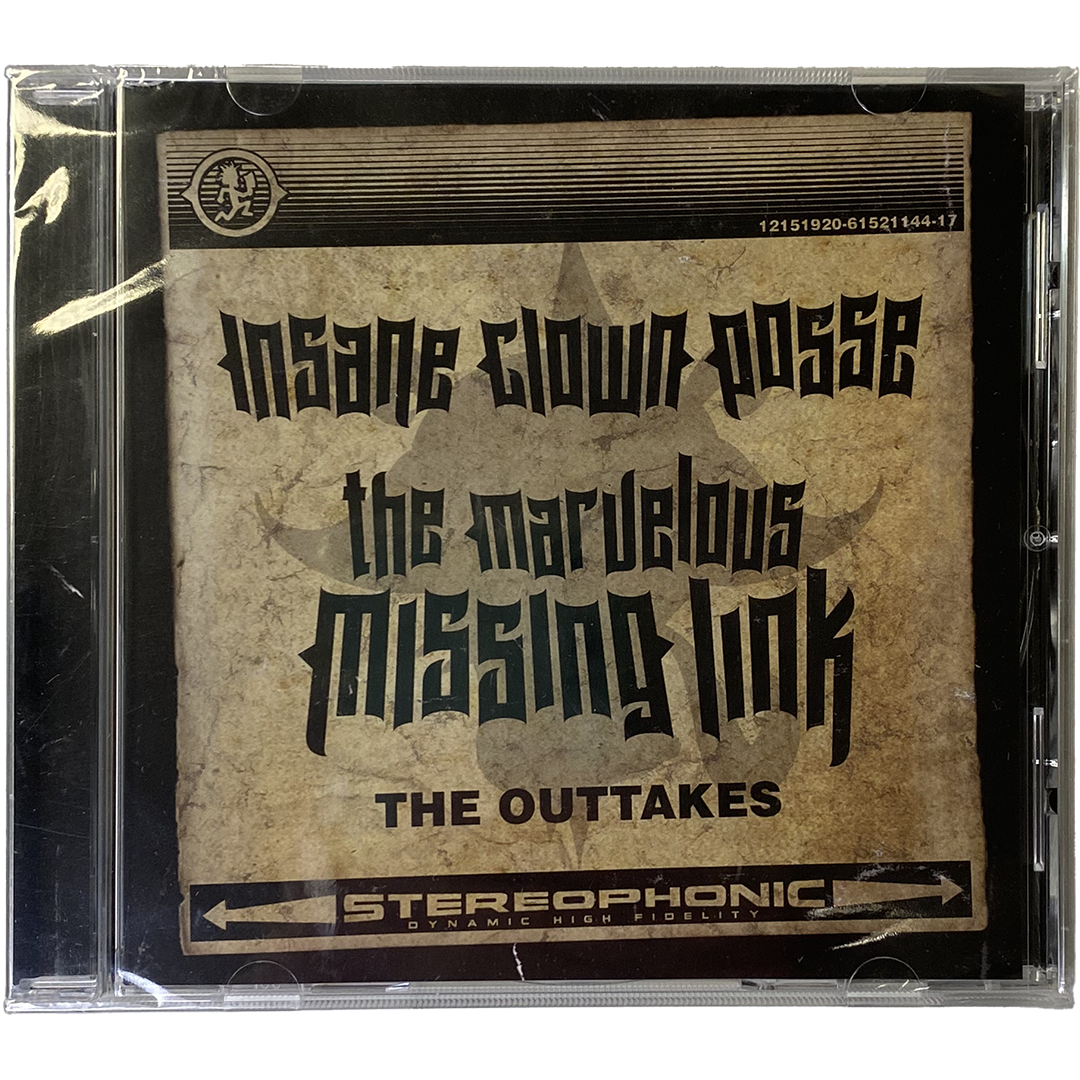 12151920-61521144-17
insane clown posse
the marvelous
missing link
THE OUTTAKES
STEREOPHONIC
DYNAMIC HIGH FIDELITY